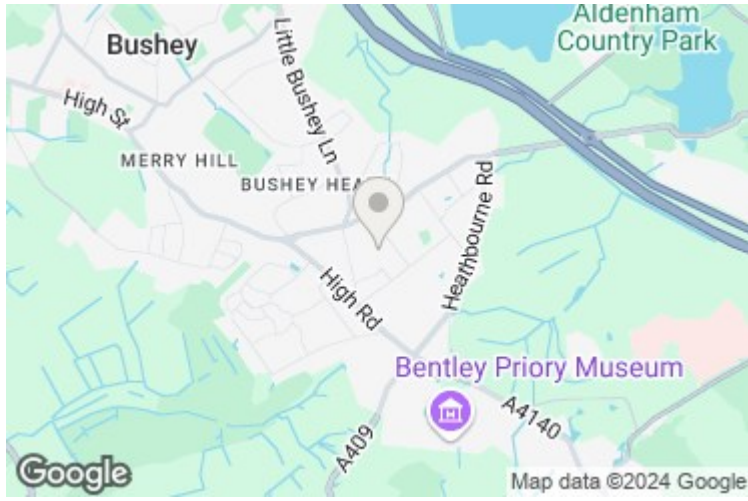 Aldenham
Country Park
Bushey
Little Bushey Ln
High St
MERRY HILL
BUSHEY HEA
Heathbourne Rd
High Rd
Bentley Priory Museum
A4140
A409
Google
Map data ©2024 Google